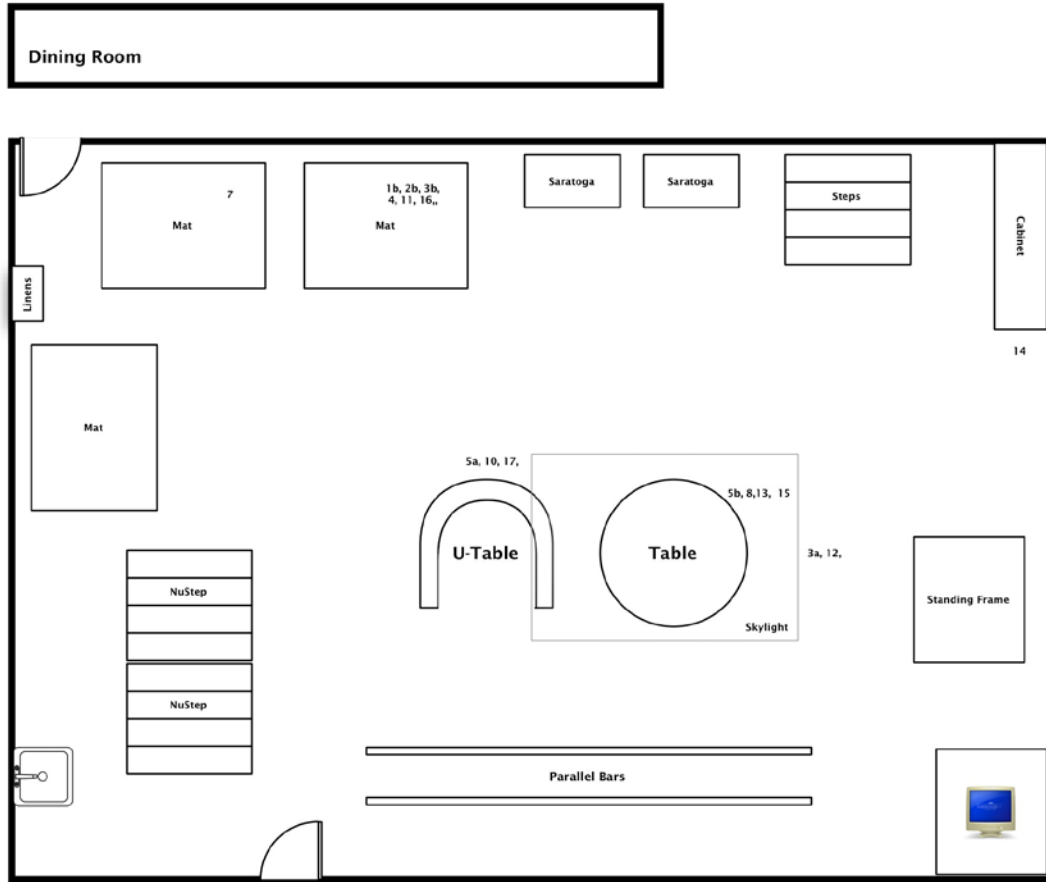 Dining Room
7
Mat
1b, 2b, 3b,
4, 11, 16,,
Mat
Saratoga
Saratoga
Steps
Cabinet
Linens
14
Mat
5a, 10, 17,
U-Table
5b, 8,13, 15
Table
3a, 12,
Skylight
Standing Frame
NuStep
NuStep
Parallel Bars